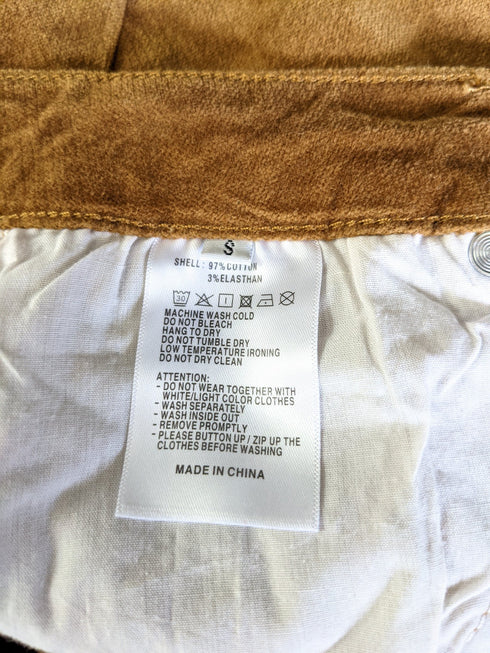 S
SHELL: 97%COTTON
3%ELASTHAN
30
MACHINE WASH COLD
DO NOT BLEACH
HANG TO DRY
DO NOT TUMBLE DRY
LOW TEMPERATURE IRONING
DO NOT DRY CLEAN
ATTENTION:
- DO NOT WEAR TOGETHER WITH
WHITE/LIGHT COLOR CLOTHES
- WASH SEPARATELY
- WASH INSIDE OUT
- REMOVE PROMPTLY
- PLEASE BUTTON UP / ZIP UP THE
CLOTHES BEFORE WASHING
MADE IN CHINA